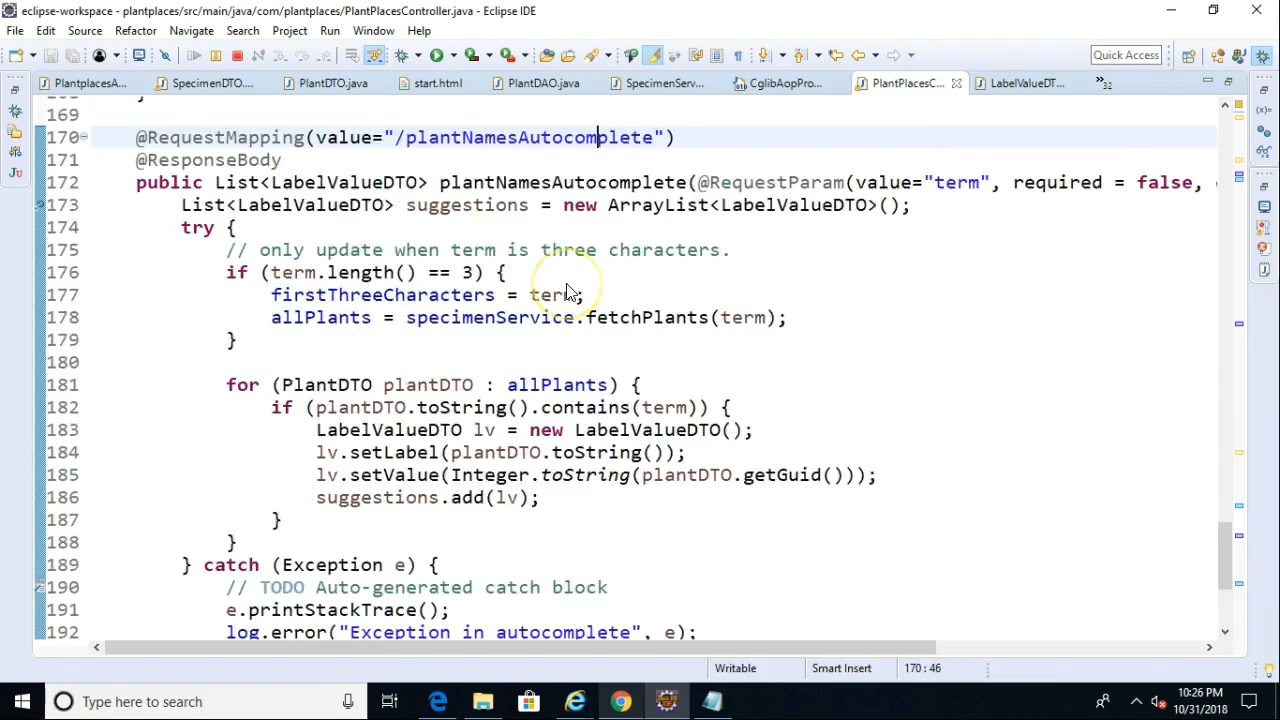 eclipse-workspace - plantplaces/src/main/java/com/plantplaces/PlantPlacesController.java - Eclipse IDE
File Edit Source Refactor Navigate Search Project Run Window Help
Quick Access
PlantplacesA... SpecimenDTO.... PlantDTO.java start.html PlantDAO.java SpecimenServ... CglibAopPro... PlantPlacesC... LabelValueDT... »32
169
170 @RequestMapping(value="/plantNamesAutocomplete")
171 @ResponseBody
172 public List<LabelValueDTO> plantNamesAutocomplete(@RequestParam(value="term", required = false,
173 List<LabelValueDTO> suggestions = new ArrayList<LabelValueDTO>();
174 try {
175 // only update when term is three characters.
176 if (term.length() == 3) {
177 firstThreeCharacters = term;
178 allPlants = specimenService.fetchPlants(term);
179 }
180
181 for (PlantDTO plantDTO : allPlants) {
182 if (plantDTO.toString().contains(term)) {
183 LabelValueDTO lv = new LabelValueDTO();
184 lv.setLabel(plantDTO.toString());
185 lv.setValue(Integer.toString(plantDTO.getGuid()));
186 suggestions.add(lv);
187 }
188 }
189 } catch (Exception e) {
190 // TODO Auto-generated catch block
191 e.printStackTrace();
192 log.error("Exception in autocomplete", e);
Writable Smart Insert 170 : 46
Type here to search
10:26 PM
10/31/2018